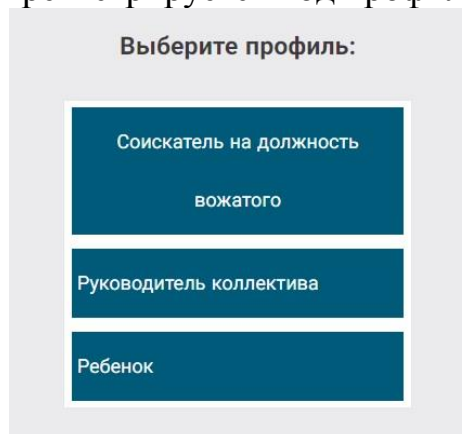 Выберите профиль:
Соискатель на должность
вожатого
Руководитель коллектива
Ребенок